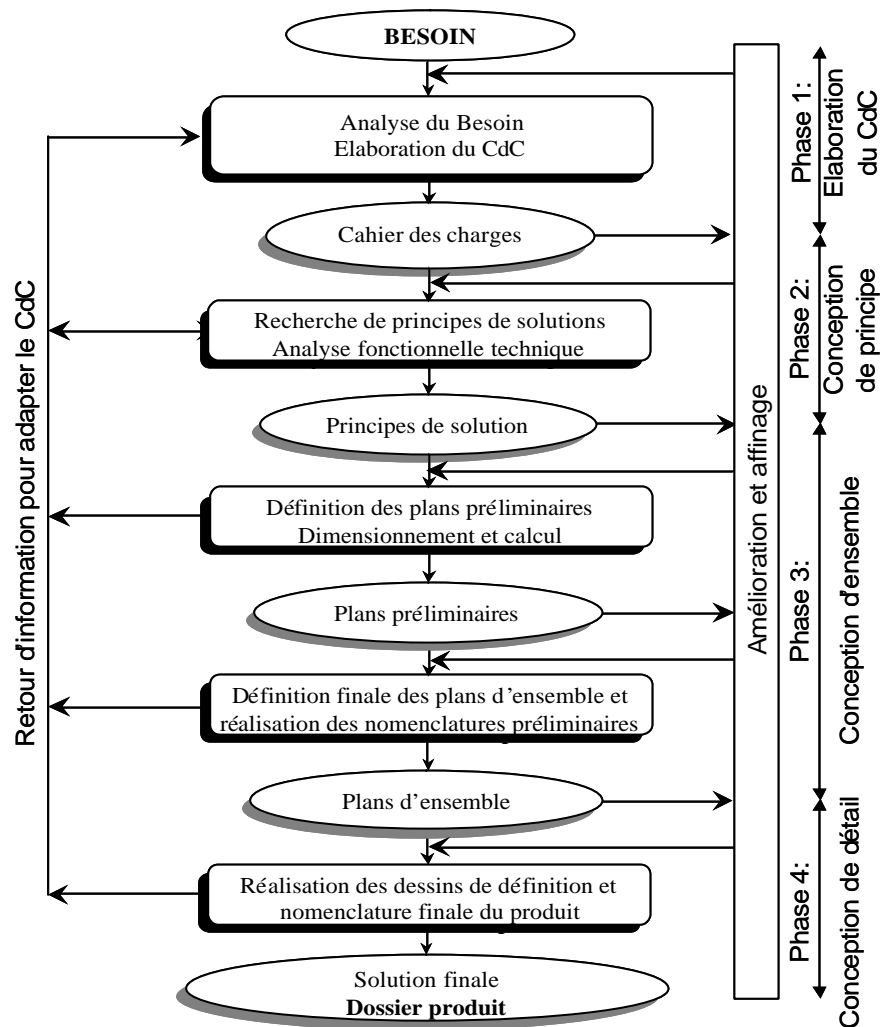 BESOIN
Analyse du Besoin
Elaboration du CdC
Cahier des charges
Recherche de principes de solutions
Analyse fonctionnelle technique
Principes de solution
Définition des plans préliminaires
Dimensionnement et calcul
Plans préliminaires
Définition finale des plans d'ensemble et
réalisation des nomenclatures préliminaires
Plans d'ensemble
Réalisation des dessins de définition et
nomenclature finale du produit
Solution finale
Dossier produit
Retour d'information pour adapter le CdC
Amélioration et affinage
Phase 1:
Elaboration
du CdC
Phase 2:
Conception
de principe
Phase 3:
Conception d'ensemble
Phase 4:
Conception de détail